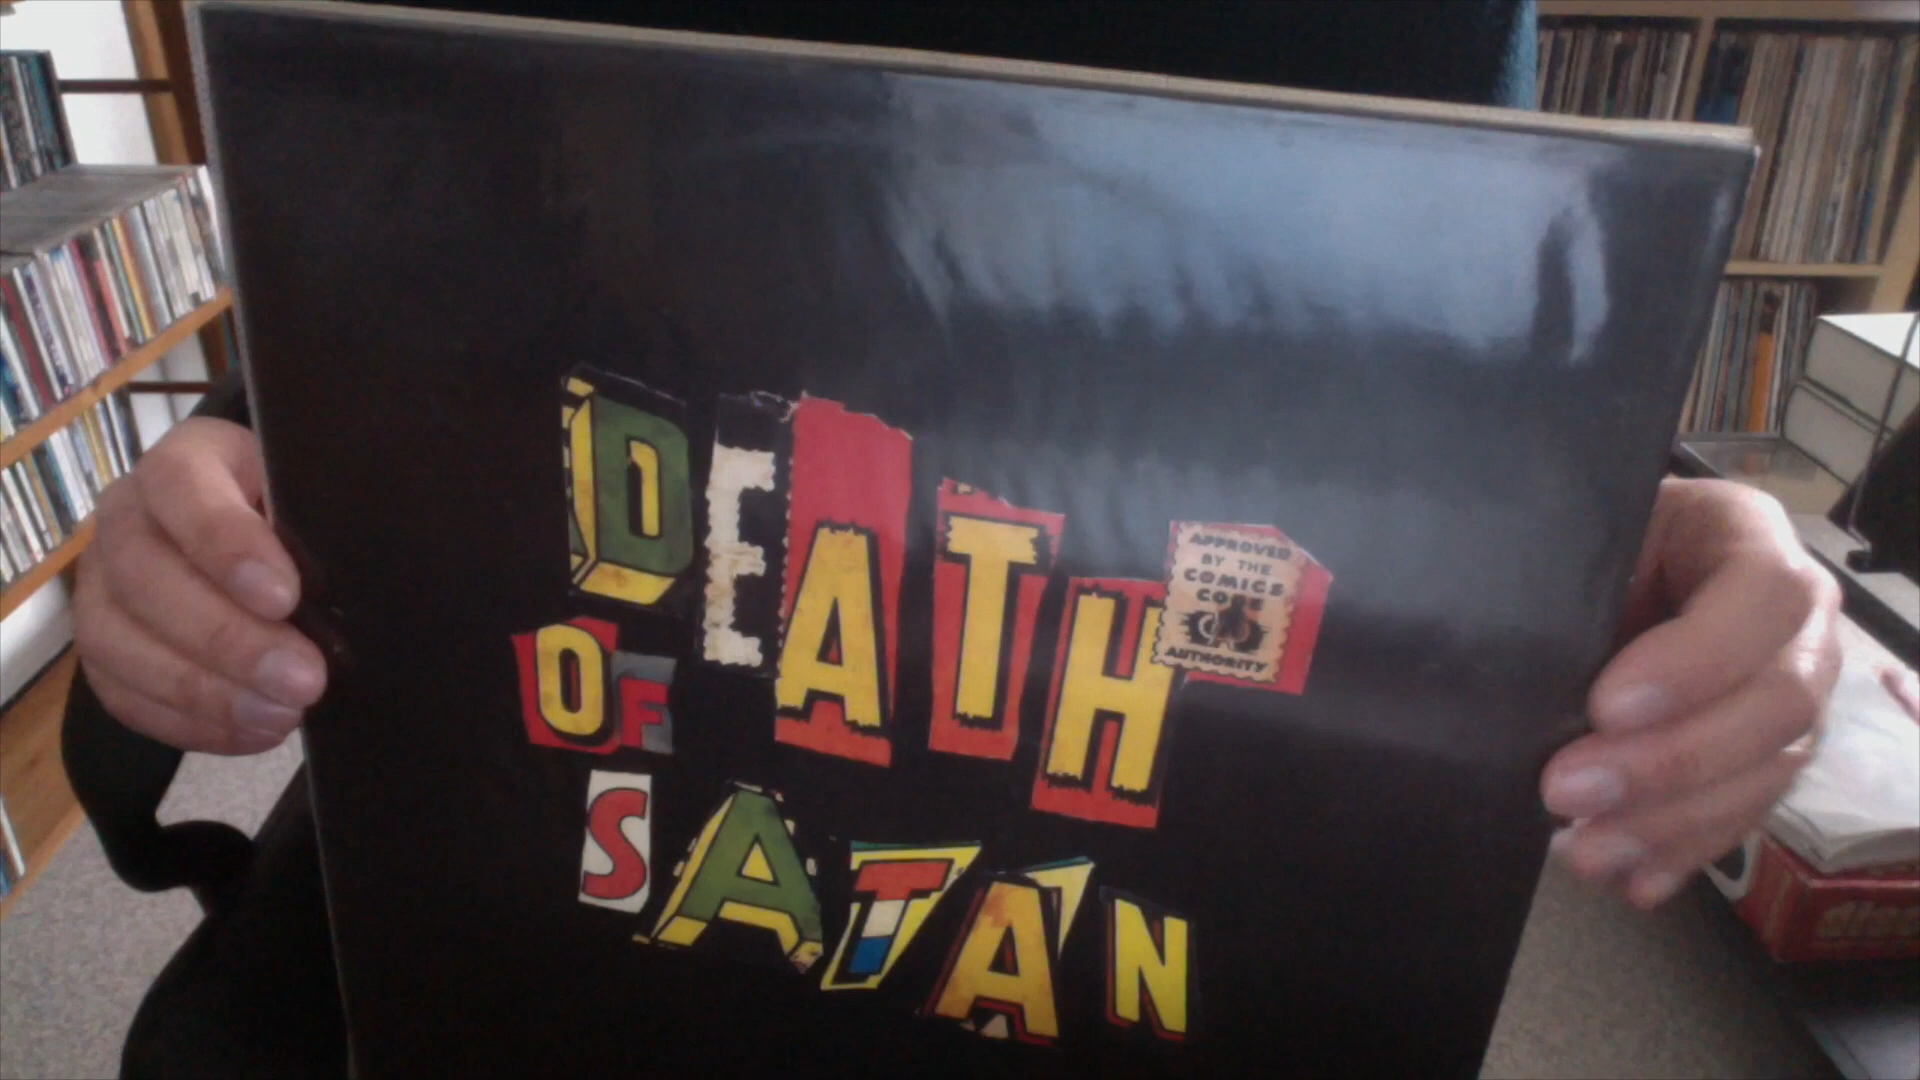 DEATH
APPROVED
BY THE
COMICS
CODE
AUTHORITY
OF
SATAN